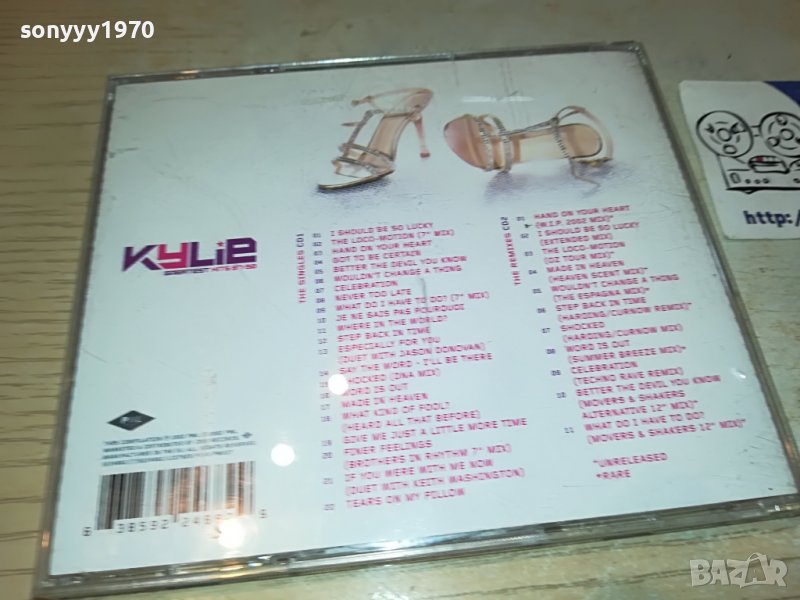 sonyyy1970
KYLIE
GREATEST HITS 87-92
THE SINGLES CD1
01 I SHOULD BE SO LUCKY
02 THE LOCO-MOTION (7" MIX)
03 HAND ON YOUR HEART
04 GOT TO BE CERTAIN
05 BETTER THE DEVIL YOU KNOW
06 WOULDN'T CHANGE A THING
07 CELEBRATION
08 NEVER TOO LATE
09 WHAT DO I HAVE TO DO? (7" MIX)
10 JE NE SAIS PAS POURQUOI
11 WHERE IN THE WORLD?
12 STEP BACK IN TIME
13 ESPECIALLY FOR YOU
(DUET WITH JASON DONOVAN)
14 SAY THE WORD - I'LL BE THERE
15 SHOCKED (DNA MIX)
16 WORD IS OUT
17 MADE IN HEAVEN
18 WHAT KIND OF FOOL?
(HEARD ALL THAT BEFORE)
19 GIVE ME JUST A LITTLE MORE TIME
20 FINER FEELINGS
(BROTHERS IN RHYTHM 7" MIX)
21 IF YOU WERE WITH ME NOW
(DUET WITH KEITH WASHINGTON)
22 TEARS ON MY PILLOW
THE REMIXES CD2
01 HAND ON YOUR HEART
(W.I.P. 2002 MIX)*
02 I SHOULD BE SO LUCKY
(EXTENDED MIX)
03 THE LOCO-MOTION
(OZ TOUR MIX)*
04 MADE IN HEAVEN
(HEAVEN SCENT MIX)*
05 WOULDN'T CHANGE A THING
(THE ESPAGNA MIX)*
06 STEP BACK IN TIME
(HARDING/CURNOW REMIX)*
07 SHOCKED
(HARDING/CURNOW MIX)
08 WORD IS OUT
(SUMMER BREEZE MIX)*
09 CELEBRATION
(TECHNO RAVE REMIX)
10 BETTER THE DEVIL YOU KNOW
(MOVERS & SHAKERS
ALTERNATIVE 12" MIX)*
11 WHAT DO I HAVE TO DO?
(MOVERS & SHAKERS 12" MIX)*
*UNRELEASED
+RARE
http:/
BAZAR